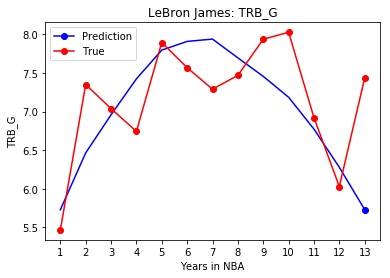 LeBron James: TRB_G
Prediction
True
8.0
7.5
7.0
6.5
6.0
5.5
TRB_G
1 2 3 4 5 6 7 8 9 10 11 12 13
Years in NBA